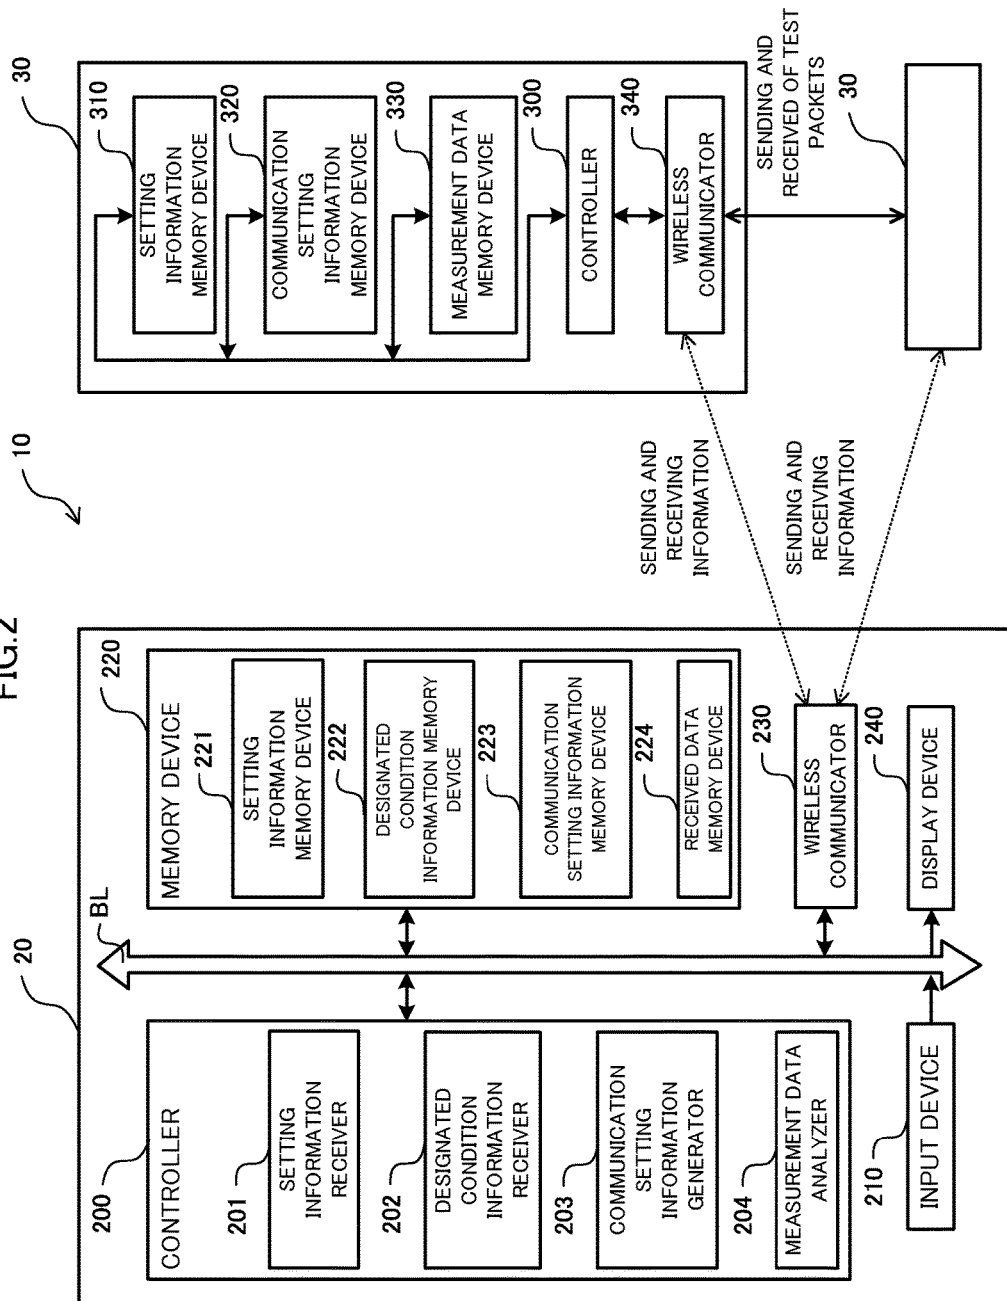 FIG.2
10
20
200
CONTROLLER
201
SETTING
INFORMATION
RECEIVER
202
DESIGNATED
CONDITION
INFORMATION
RECEIVER
203
COMMUNICATION
SETTING
INFORMATION
GENERATOR
204
MEASUREMENT DATA
ANALYZER
210
INPUT DEVICE
BL
220
MEMORY DEVICE
221
SETTING
INFORMATION
MEMORY DEVICE
222
DESIGNATED
CONDITION
INFORMATION MEMORY
DEVICE
223
COMMUNICATION
SETTING INFORMATION
MEMORY DEVICE
224
RECEIVED DATA
MEMORY DEVICE
230
WIRELESS
COMMUNICATOR
240
DISPLAY DEVICE
SENDING AND
RECEIVING
INFORMATION
SENDING AND
RECEIVING
INFORMATION
30
310
SETTING
INFORMATION
MEMORY DEVICE
320
COMMUNICATION
SETTING
INFORMATION
MEMORY DEVICE
330
MEASUREMENT DATA
MEMORY DEVICE
300
CONTROLLER
340
WIRELESS
COMMUNICATOR
SENDING AND
RECEIVED OF TEST
PACKETS
30